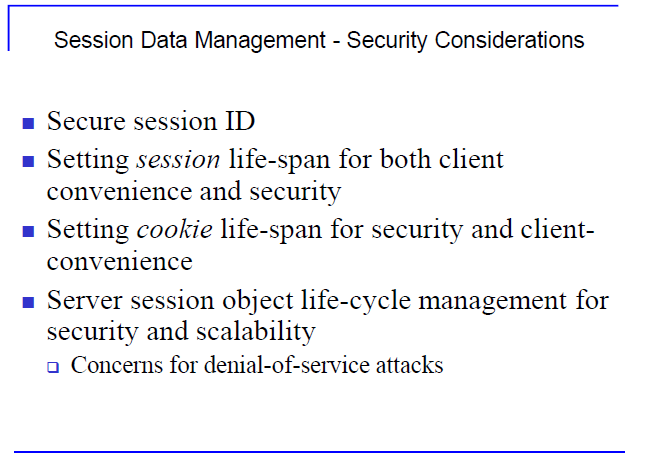 Session Data Management - Security Considerations
Secure session ID
Setting session life-span for both client
convenience and security
Setting cookie life-span for security and client-
convenience
Server session object life-cycle management for
security and scalability
Concerns for denial-of-service attacks